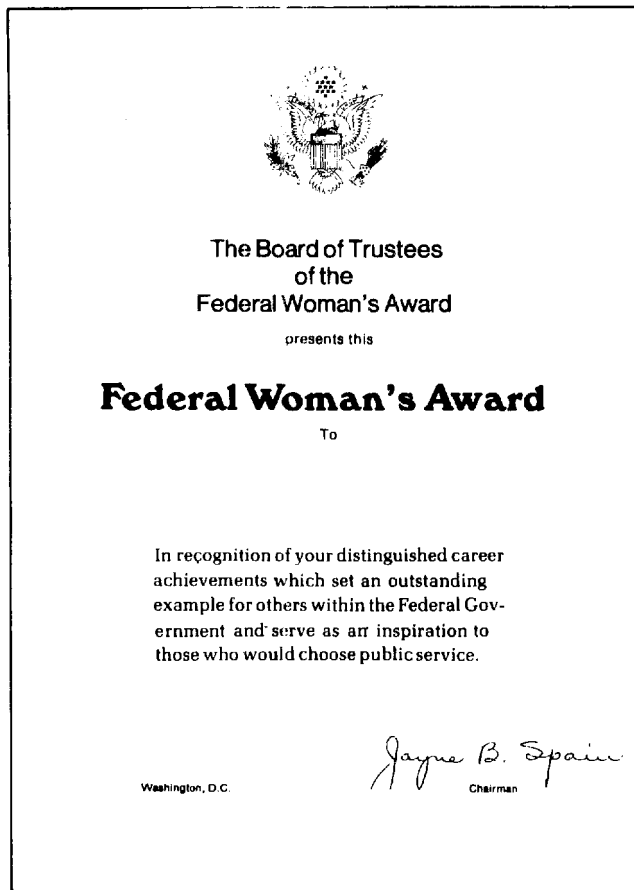 The Board of Trustees
of the
Federal Woman's Award
presents this
Federal Woman's Award
To
In recognition of your distinguished career
achievements which set an outstanding
example for others within the Federal Gov-
ernment and serve as an inspiration to
those who would choose public service.
Jayne B. Spain
Washington, D.C.
Chairman